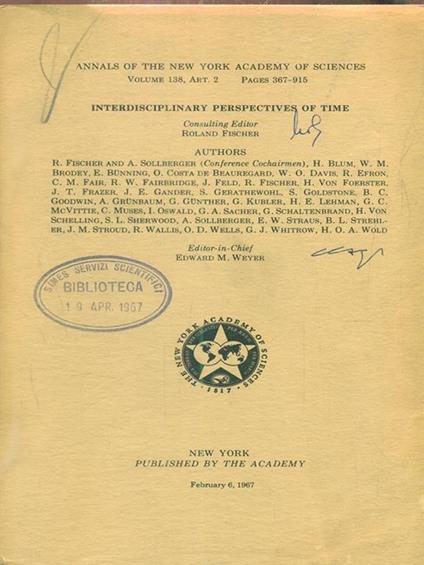 ANNALS OF THE NEW YORK ACADEMY OF SCIENCES
VOLUME 138, ART. 2 PAGES 367–915
INTERDISCIPLINARY PERSPECTIVES OF TIME
Consulting Editor
ROLAND FISCHER
AUTHORS
R. FISCHER AND A. SOLLBERGER (Conference Cochairmen), H. BLUM, W. M.
BRODEY, E. BÜNNING, O. COSTA DE BEAUREGARD, W. O. DAVIS, R. EFRON,
C. M. FAIR, R. W. FAIRBRIDGE, J. FELD, R. FISCHER, H. VON FOERSTER,
J. T. FRAZER, J. E. GANDER, S. GERATHEWOHL, S. GOLDSTONE, B. C.
GOODWIN, A. GRÜNBAUM, G. GÜNTHER, G. KUBLER, H. E. LEHMAN, G. C.
MCVITTIE, C. MUSES, I. OSWALD, G. A. SACHER, G. SCHALTENBRAND, H. VON
SCHELLING, S. L. SHERWOOD, A. SOLLBERGER, E. W. STRAUS, B. L. STREHL-
ER, J. M. STROUD, R. WALLIS, O. D. WELLS, G. J. WHITROW, H. O. A. WOLD
Editor-in-Chief
EDWARD M. WEYER
SIMES SERVIZI SCIENTIFICI
BIBLIOTECA
19 APR. 1967
THE NEW YORK ACADEMY OF SCIENCES
1817
NEW YORK
PUBLISHED BY THE ACADEMY
February 6, 1967